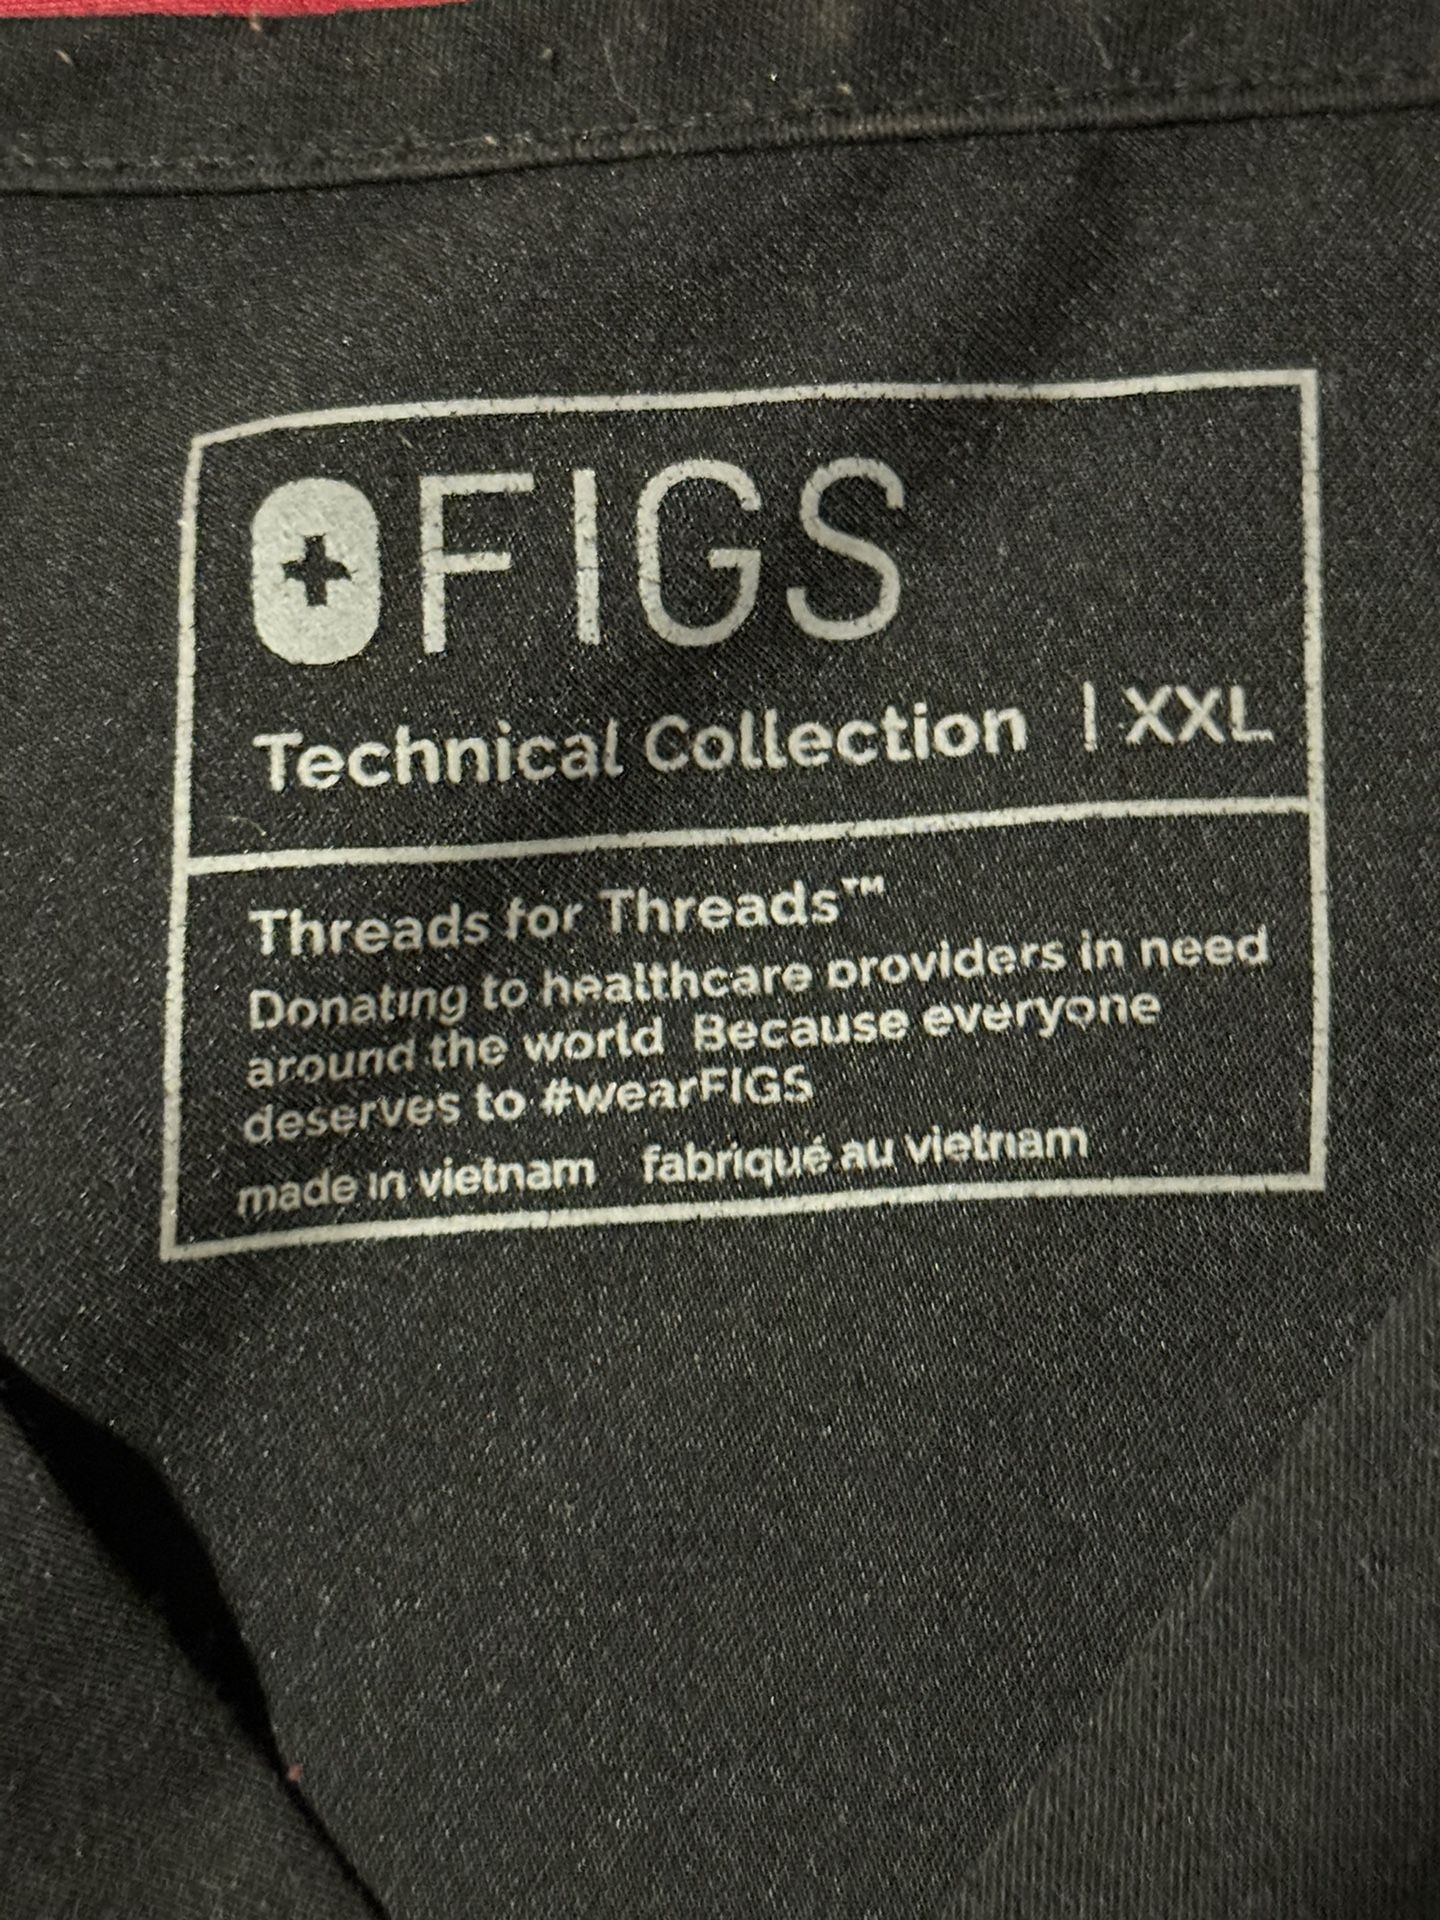 FIGS
Technical Collection | XXL
Threads for Threads™
Donating to healthcare providers in need
around the world Because everyone
deserves to #wearFIGS
made in vietnam fabriqué au vietnam